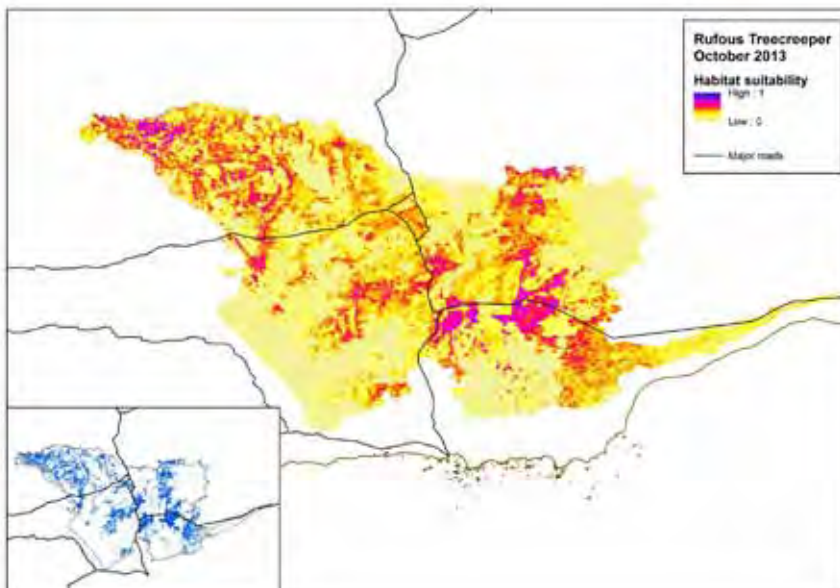 Rufous Treecreeper
October 2013
Habitat suitability
High : 1
Low : 0
Major roads